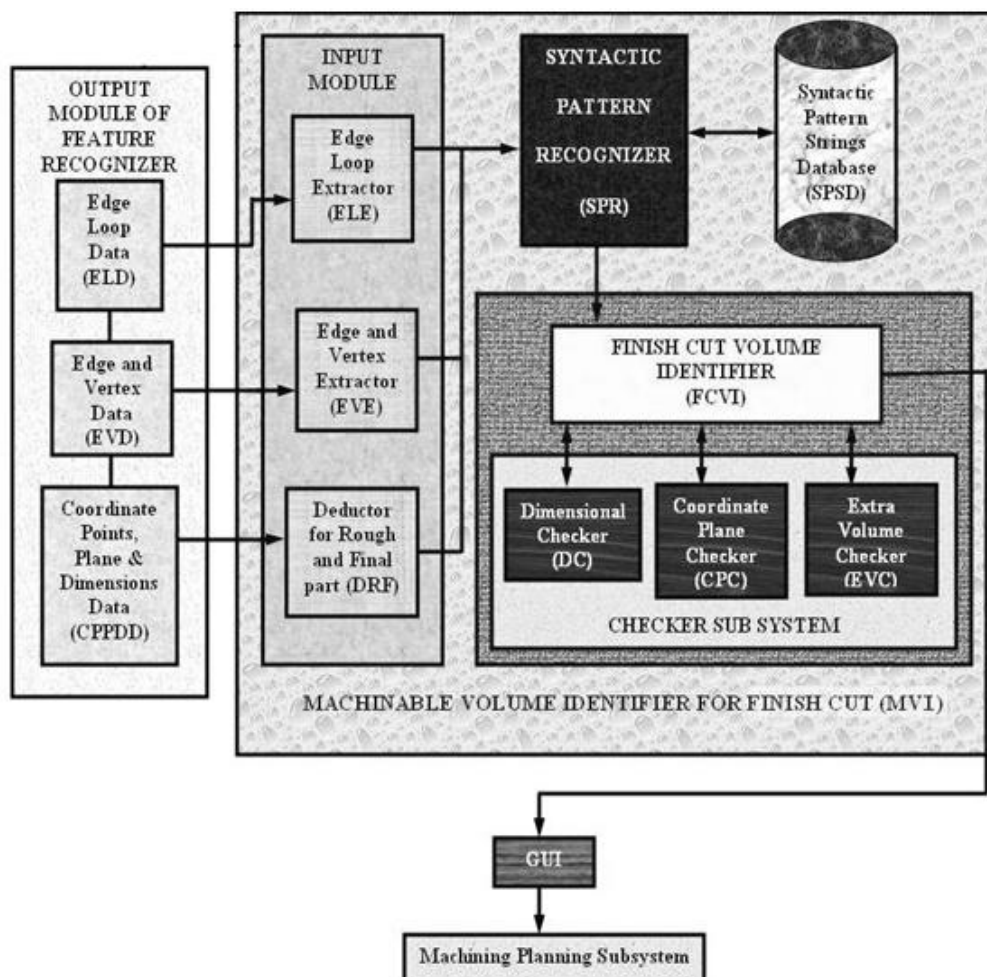 OUTPUT
MODULE OF
FEATURE
RECOGNIZER
Edge
Loop
Data
(ELD)
Edge and
Vertex
Data
(EVD)
Coordinate
Points,
Plane &
Dimensions
Data
(CPPDD)
INPUT
MODULE
Edge
Loop
Extractor
(ELE)
Edge and
Vertex
Extractor
(EVE)
Deductor
for Rough
and Final
part (DRF)
SYNTACTIC
PATTERN
RECOGNIZER
(SPR)
Syntactic
Pattern
Strings
Database
(SPSD)
FINISH CUT VOLUME
IDENTIFIER
(FCVI)
Dimensional
Checker
(DC)
Coordinate
Plane
Checker
(CPC)
Extra
Volume
Checker
(EVC)
CHECKER SUB SYSTEM
MACHINABLE VOLUME IDENTIFIER FOR FINISH CUT (MVI)
GUI
Machining Planning Subsystem